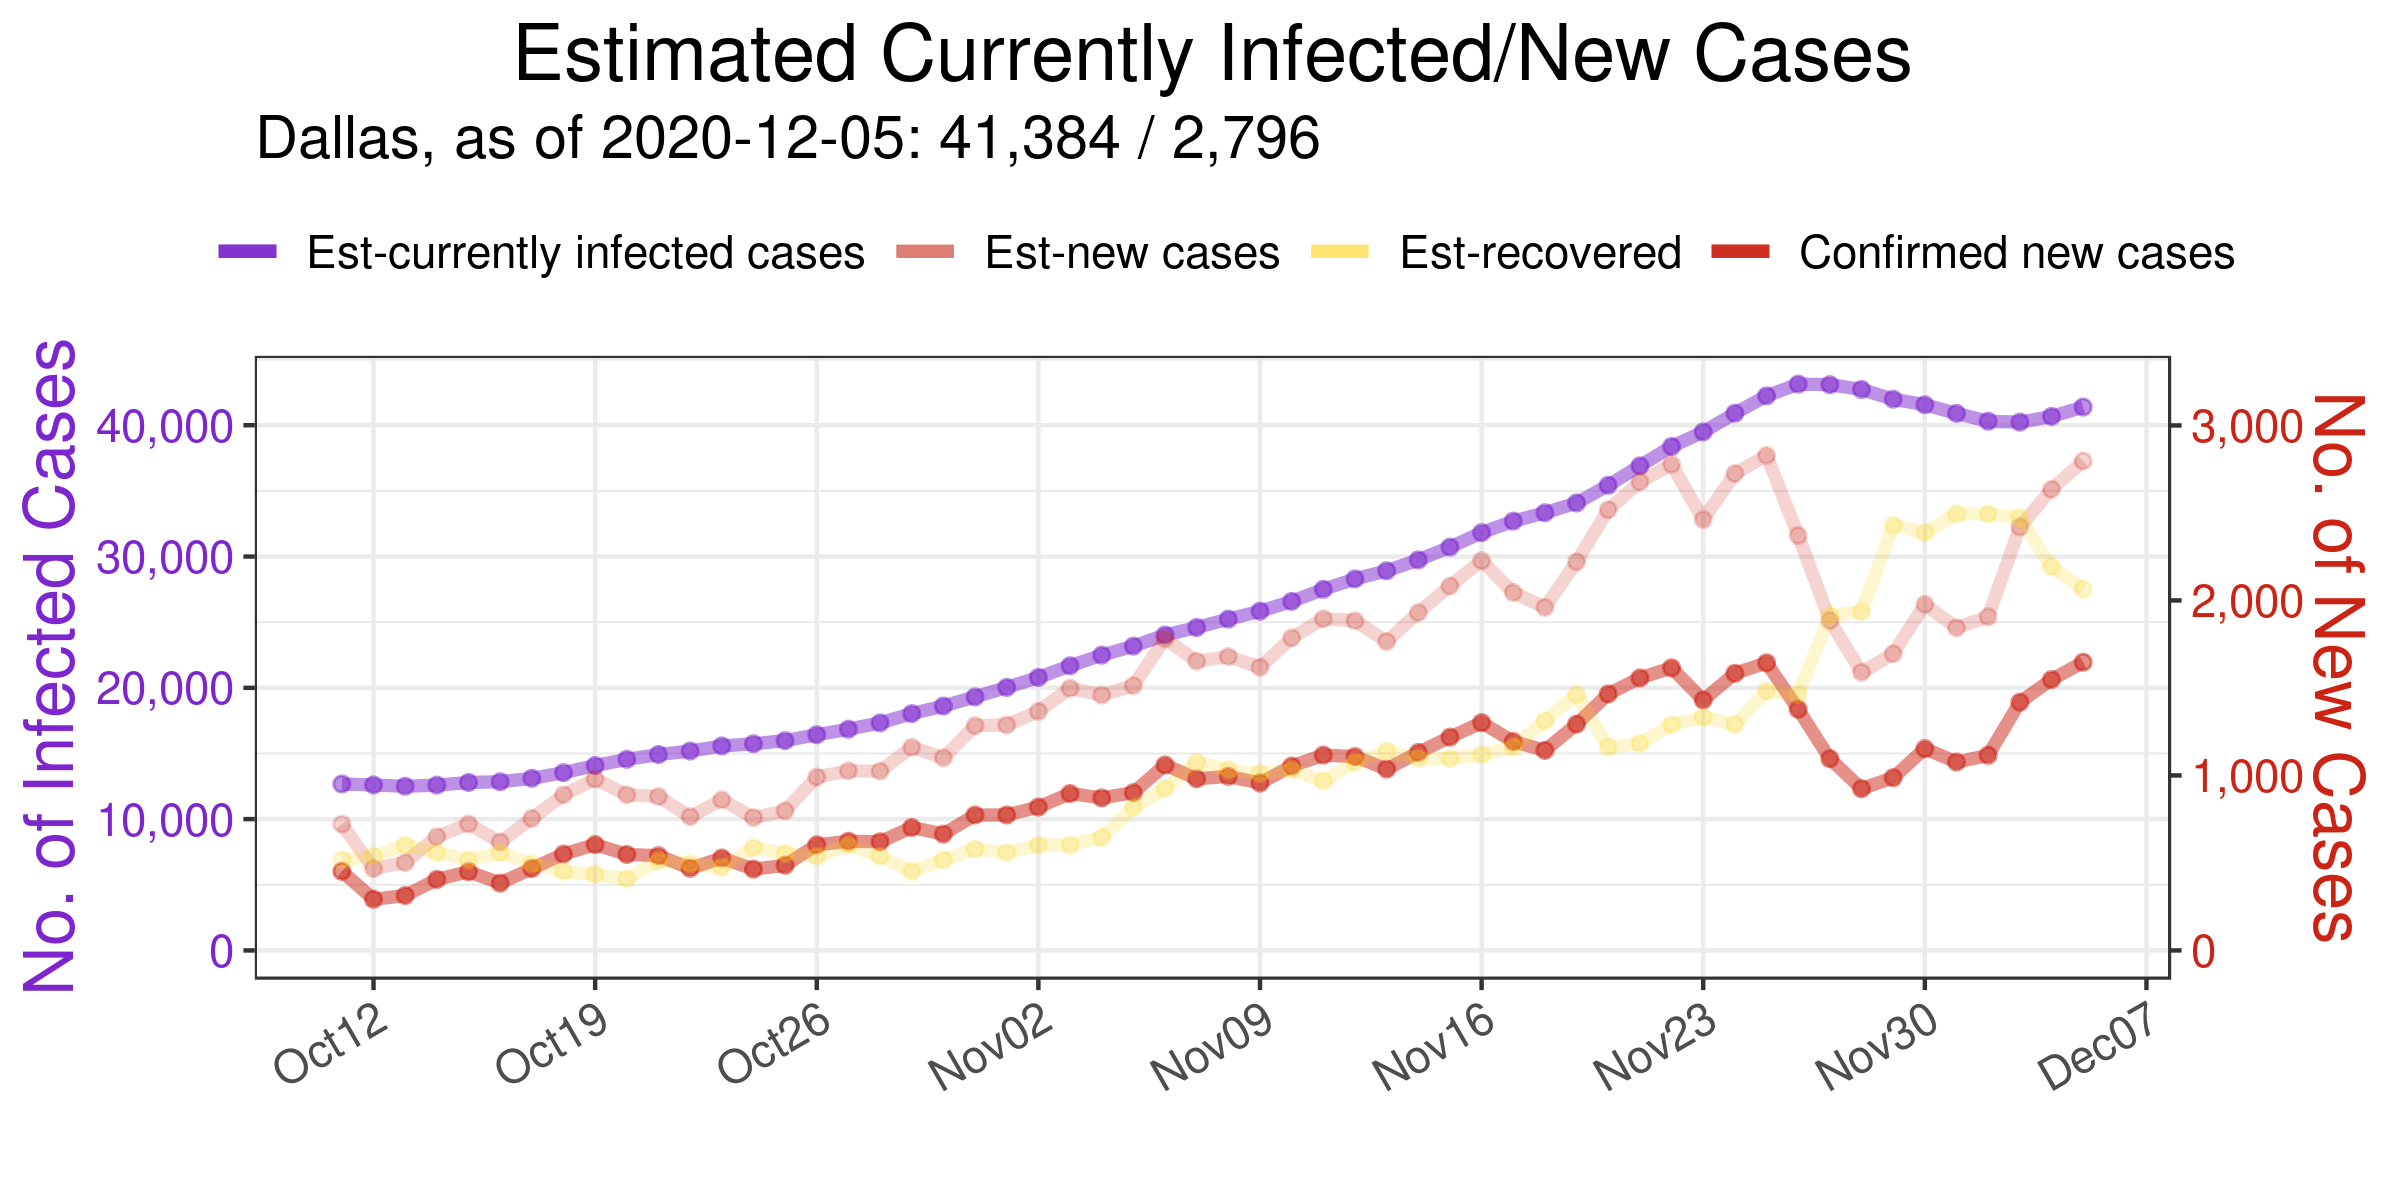 Estimated Currently Infected/New Cases
Dallas, as of 2020-12-05: 41,384 / 2,796
Est-currently infected cases Est-new cases Est-recovered Confirmed new cases
No. of Infected Cases
40,000
30,000
20,000
10,000
0
3,000
2,000
1,000
0
No. of New Cases
Oct12 Oct19 Oct26 Nov02 Nov09 Nov16 Nov23 Nov30 Dec07